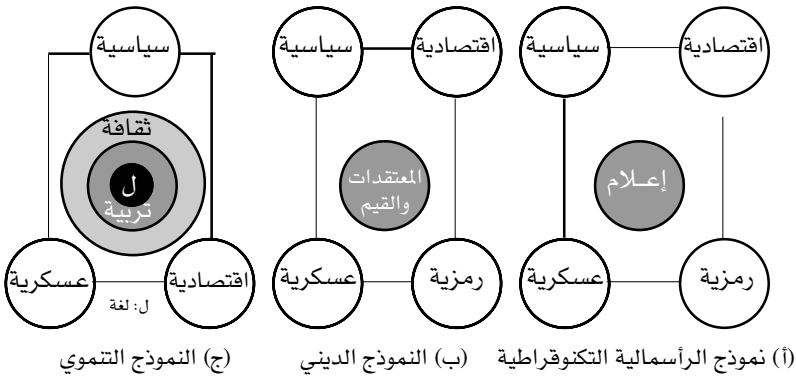 اقتصادية
سياسية
إعـلام
رمزية
عسكرية
(أ) نموذج الرأسمالية التكنوقراطية
اقتصادية
سياسية
المعتقدات
والقيم
رمزية
عسكرية
(ب) النموذج الديني
سياسية
ثقافة
ل
تربية
اقتصادية
عسكرية
ل: لغة
(ج) النموذج التنموي